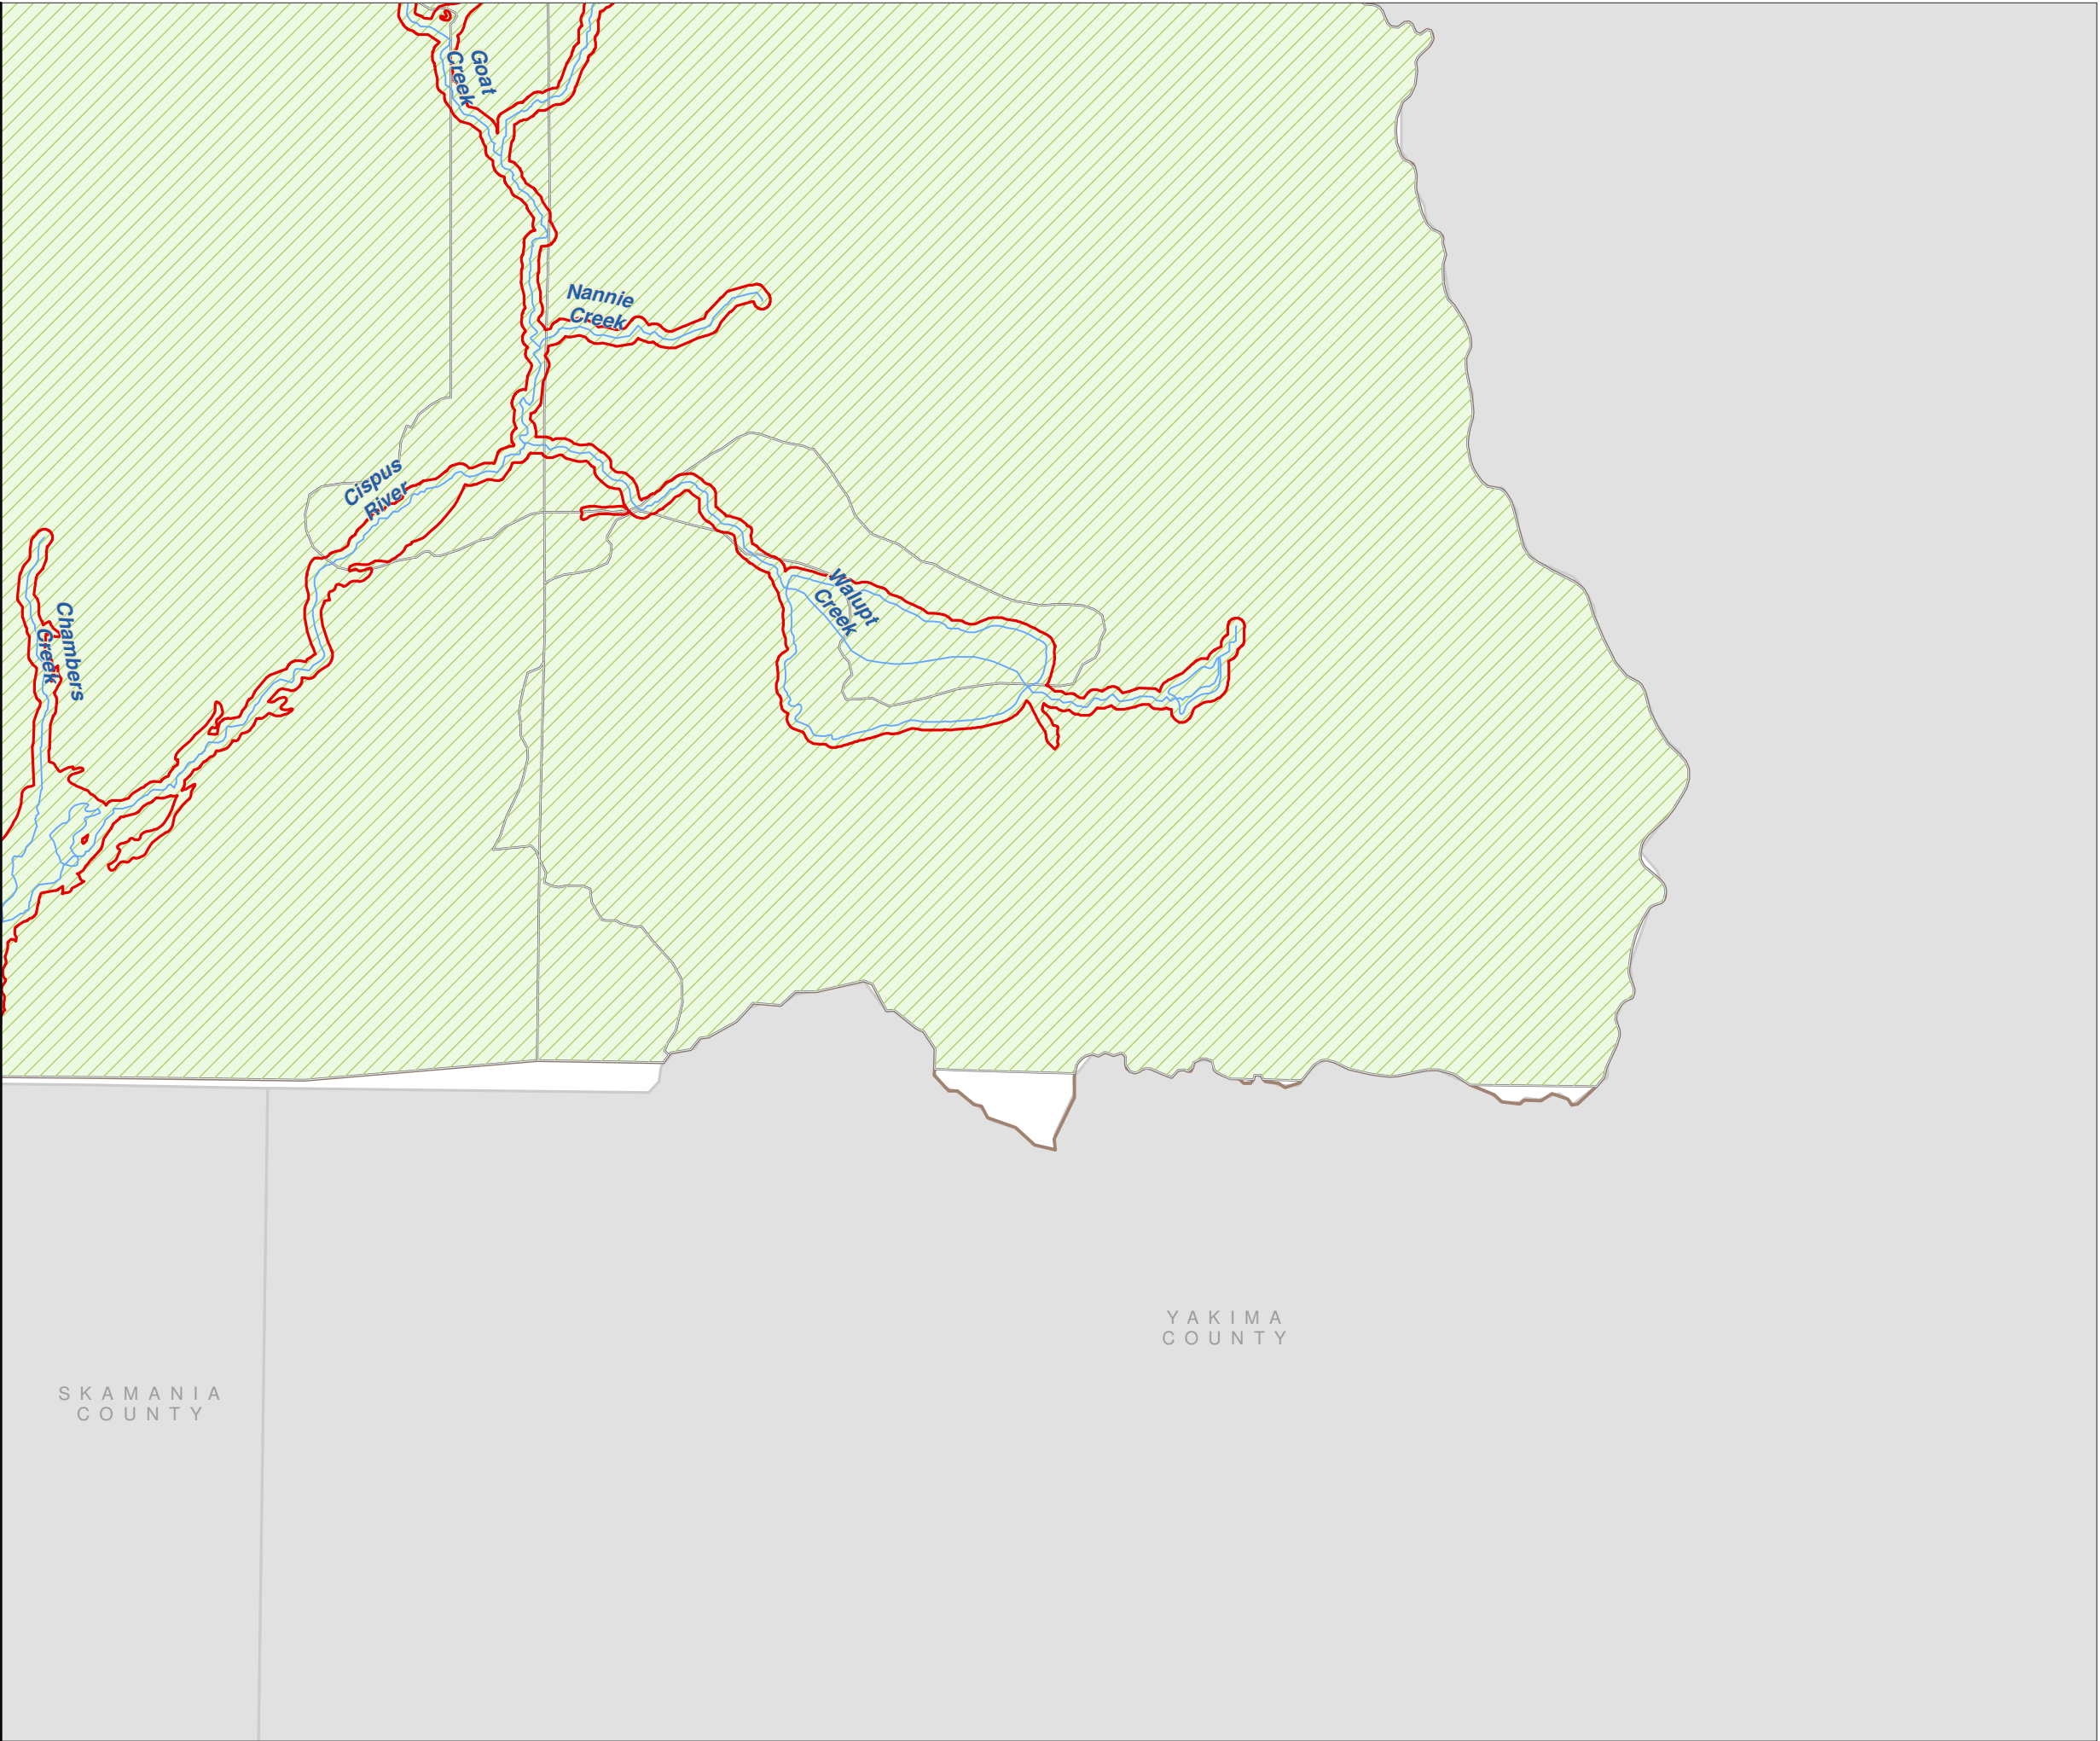 Goat
Creek
Nannie
Creek
Cispus
River
Walupt
Creek
Chambers
Creek
YAKIMA
COUNTY
SKAMANIA
COUNTY